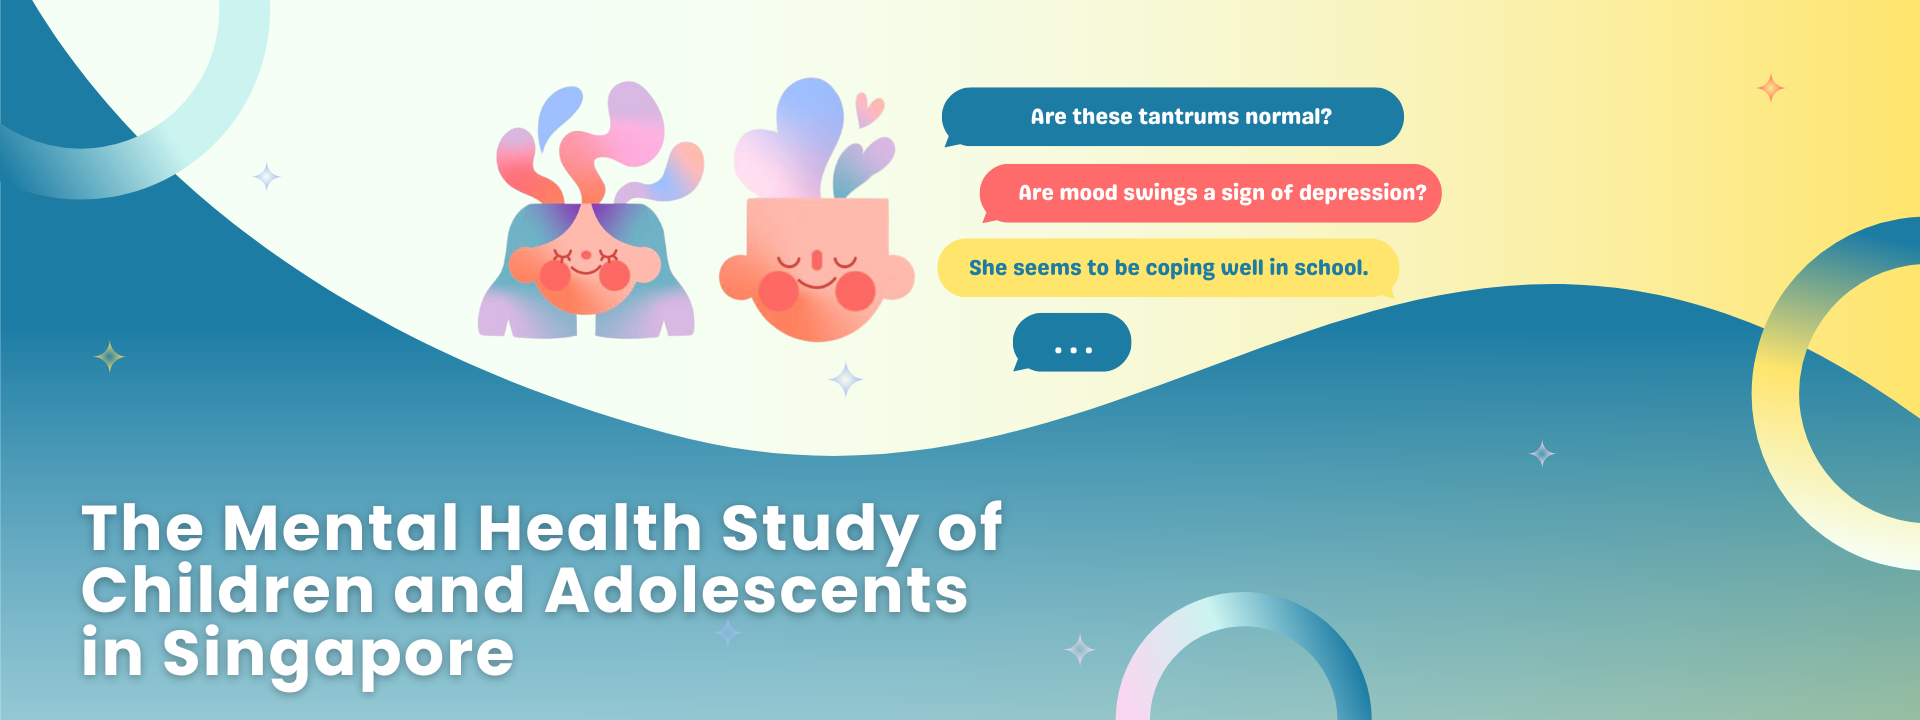 Are these tantrums normal?
Are mood swings a sign of depression?
She seems to be coping well in school.
...
The Mental Health Study of
Children and Adolescents
in Singapore